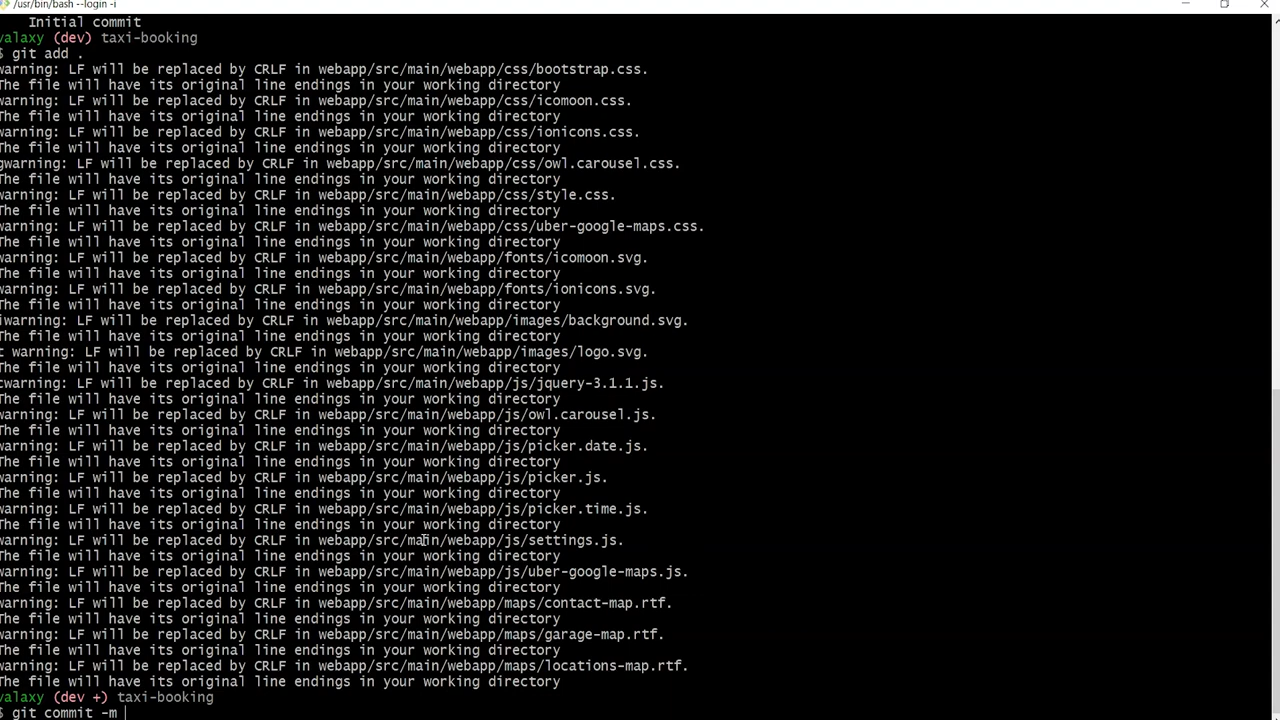 /usr/bin/bash --login -i
Initial commit
valaxy (dev) taxi-booking
$ git add .
warning: LF will be replaced by CRLF in webapp/src/main/webapp/css/bootstrap.css.
The file will have its original line endings in your working directory
warning: LF will be replaced by CRLF in webapp/src/main/webapp/css/icomoon.css.
The file will have its original line endings in your working directory
warning: LF will be replaced by CRLF in webapp/src/main/webapp/css/ionicons.css.
The file will have its original line endings in your working directory
gwarning: LF will be replaced by CRLF in webapp/src/main/webapp/css/owl.carousel.css.
The file will have its original line endings in your working directory
warning: LF will be replaced by CRLF in webapp/src/main/webapp/css/style.css.
The file will have its original line endings in your working directory
warning: LF will be replaced by CRLF in webapp/src/main/webapp/css/uber-google-maps.css.
The file will have its original line endings in your working directory
warning: LF will be replaced by CRLF in webapp/src/main/webapp/fonts/icomoon.svg.
The file will have its original line endings in your working directory
warning: LF will be replaced by CRLF in webapp/src/main/webapp/fonts/ionicons.svg.
The file will have its original line endings in your working directory
iwarning: LF will be replaced by CRLF in webapp/src/main/webapp/images/background.svg.
The file will have its original line endings in your working directory
t warning: LF will be replaced by CRLF in webapp/src/main/webapp/images/logo.svg.
The file will have its original line endings in your working directory
cwarning: LF will be replaced by CRLF in webapp/src/main/webapp/js/jquery-3.1.1.js.
The file will have its original line endings in your working directory
warning: LF will be replaced by CRLF in webapp/src/main/webapp/js/owl.carousel.js.
The file will have its original line endings in your working directory
warning: LF will be replaced by CRLF in webapp/src/main/webapp/js/picker.date.js.
The file will have its original line endings in your working directory
warning: LF will be replaced by CRLF in webapp/src/main/webapp/js/picker.js.
The file will have its original line endings in your working directory
warning: LF will be replaced by CRLF in webapp/src/main/webapp/js/picker.time.js.
The file will have its original line endings in your working directory
warning: LF will be replaced by CRLF in webapp/src/main/webapp/js/settings.js.
The file will have its original line endings in your working directory
warning: LF will be replaced by CRLF in webapp/src/main/webapp/js/uber-google-maps.js.
The file will have its original line endings in your working directory
warning: LF will be replaced by CRLF in webapp/src/main/webapp/maps/contact-map.rtf.
The file will have its original line endings in your working directory
warning: LF will be replaced by CRLF in webapp/src/main/webapp/maps/garage-map.rtf.
The file will have its original line endings in your working directory
warning: LF will be replaced by CRLF in webapp/src/main/webapp/maps/locations-map.rtf.
The file will have its original line endings in your working directory
valaxy (dev +) taxi-booking
$ git commit -m